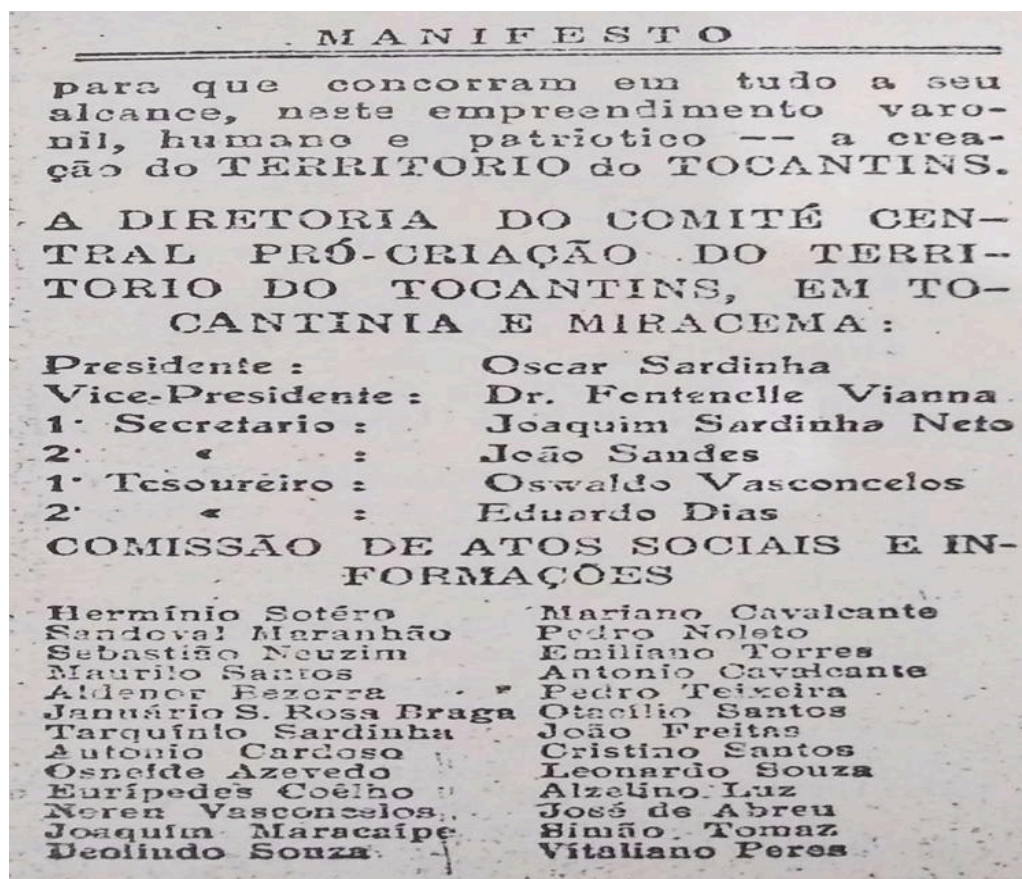 MANIFESTO
para que concorram em tudo a seu
alcance, neste empreendimento varo-
nil, humano e patriotico — a crea-
ção do TERRITORIO do TOCANTINS.
A DIRETORIA DO COMITÉ CEN-
TRAL PRÓ-CRIAÇÃO DO TERRI-
TORIO DO TOCANTINS, EM TO-
CANTINIA E MIRACEMA:
Presidente : Oscar Sardinha
Vice-Presidente : Dr. Fontenelle Vianna
1· Secretario : Joaquim Sardinha Neto
2· « : João Sandes
1· Tesoureiro : Oswaldo Vasconcelos
2· « : Eduardo Dias
COMISSÃO DE ATOS SOCIAIS E IN-
FORMAÇÕES
Hermínio Sotéro Mariano Cavalcante
Sandoval Maranhão Pedro Noleto
Sebastião Neuzim Emiliano Torres
Maurilo Santos Antonio Cavalcante
Aldenor Bezerra Pedro Teixeira
Januário S. Rosa Braga Otacílio Santos
Tarquínio Sardinha João Freitas
Antonio Cardoso Cristino Santos
Osneide Azevedo Leonardo Souza
Eurípedes Coêlho Alzelino Luz
Noren Vasconcelos José de Abreu
Joaquim Maracaípe Simão Tomaz
Deolindo Souza Vitaliano Peres